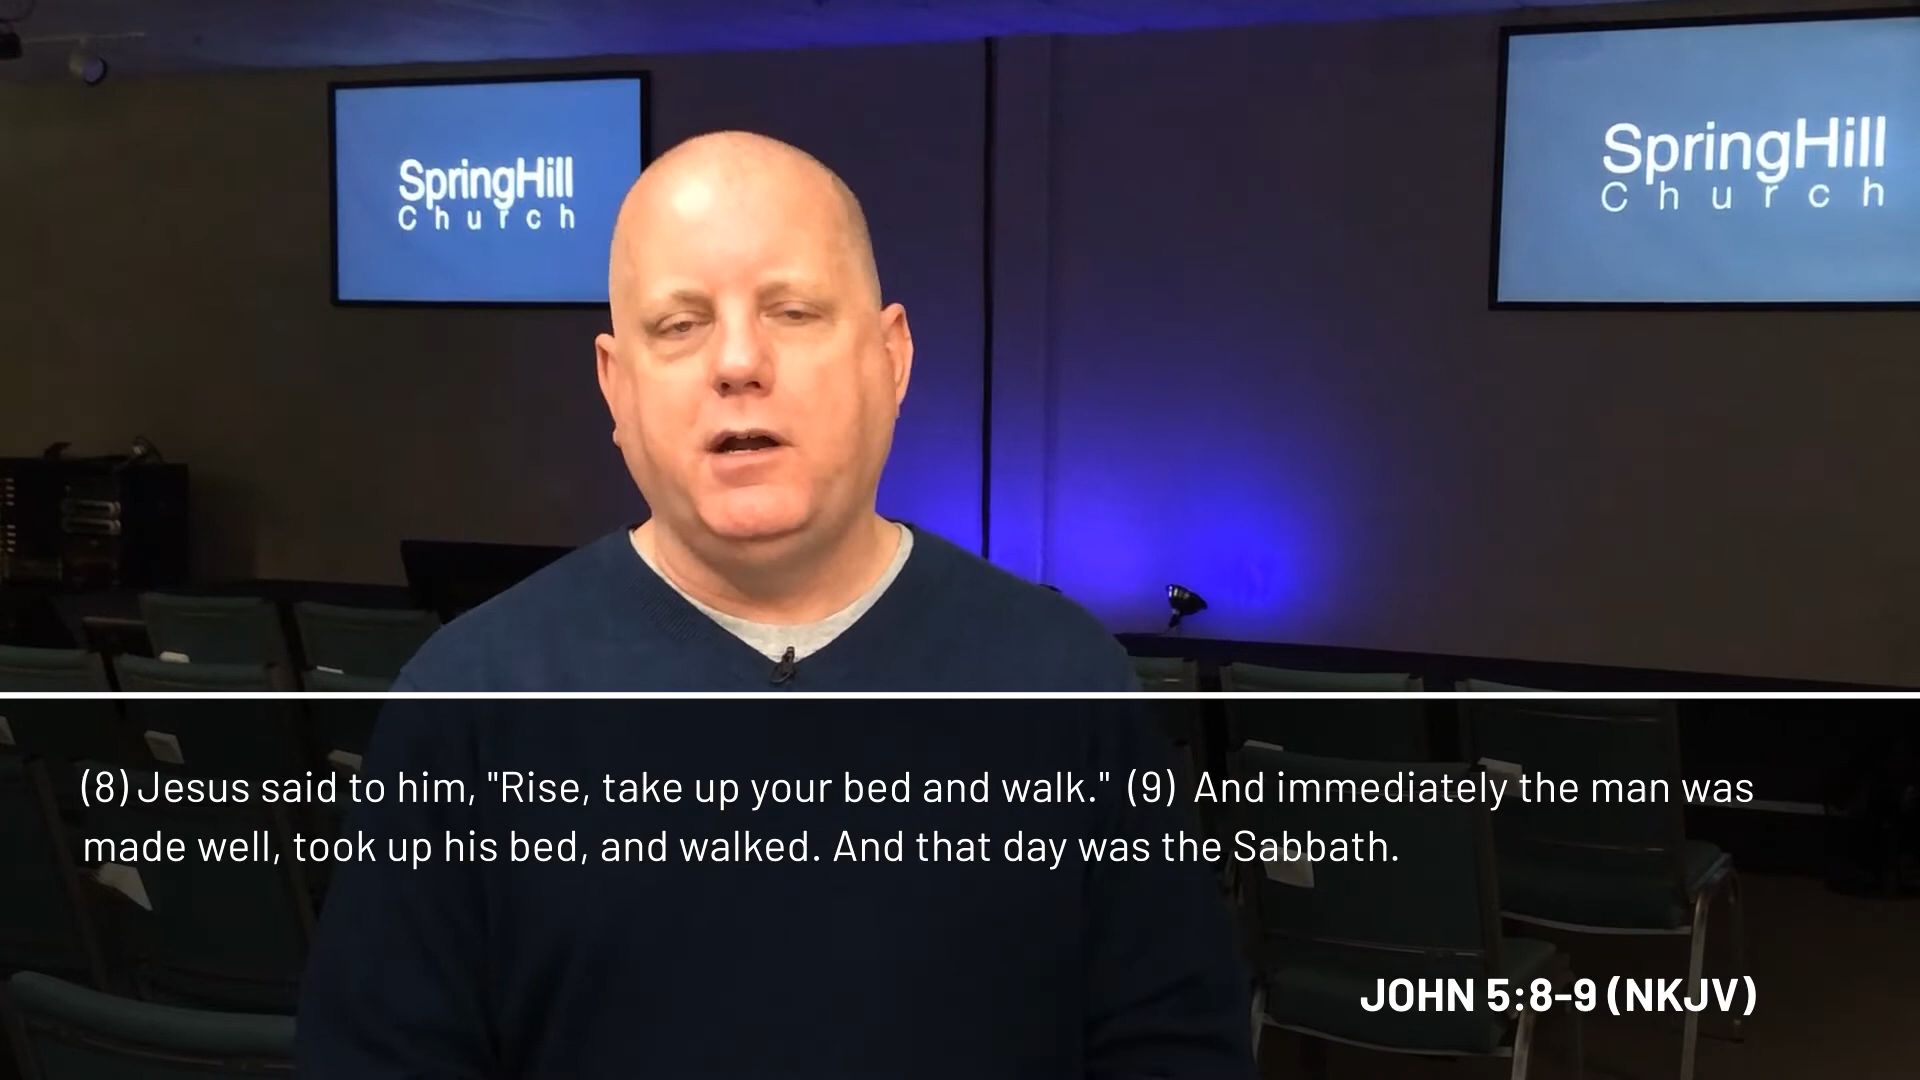 SpringHill
Church
SpringHill
Church
(8) Jesus said to him, "Rise, take up your bed and walk." (9) And immediately the man was
made well, took up his bed, and walked. And that day was the Sabbath.
JOHN 5:8-9 (NKJV)